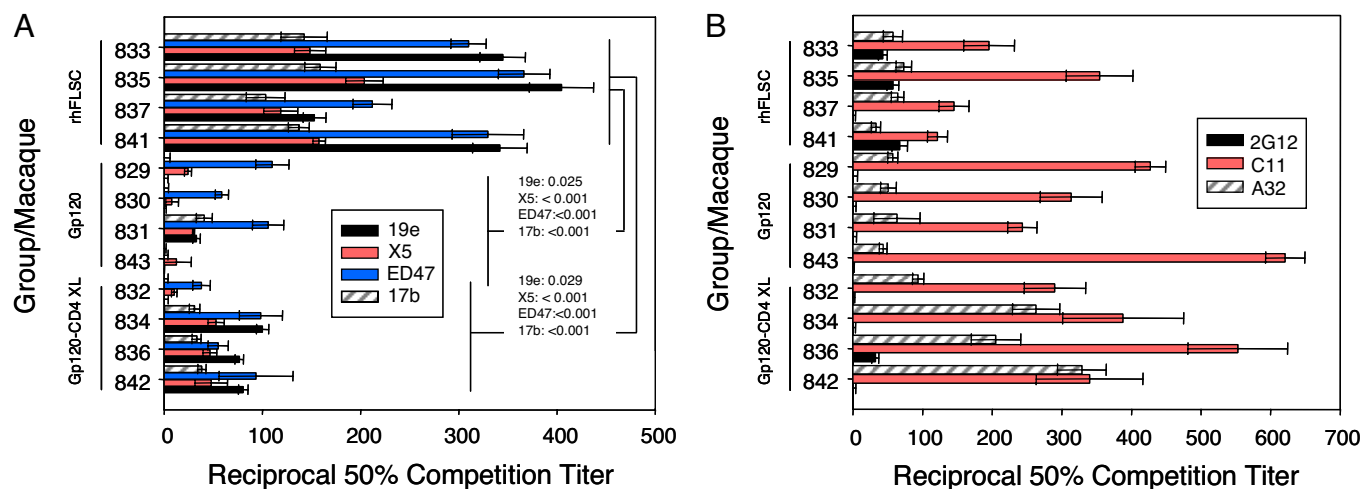 A
Group/Macaque
rhFLSC
Gp120
Gp120-CD4 XL
833
835
837
841
829
830
831
843
832
834
836
842
19e
X5
ED47
17b
19e: 0.025
X5: < 0.001
ED47:<0.001
17b: <0.001
19e: 0.029
X5: < 0.001
ED47:<0.001
17b: <0.001
0 100 200 300 400 500
Reciprocal 50% Competition Titer
B
Group/Macaque
rhFLSC
Gp120
Gp120-CD4 XL
833
835
837
841
829
830
831
843
832
834
836
842
2G12
C11
A32
0 100 200 300 400 500 600 700
Reciprocal 50% Competition Titer